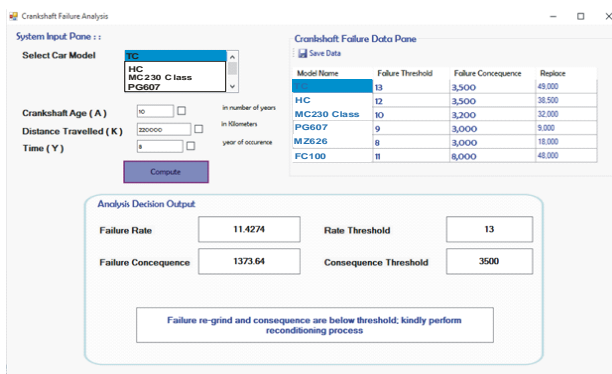 Crankshaft Failure Analysis
System Input Pane : :
Select Car Model
TC
HC
MC230 Class
PG607
Crankshaft Age ( A )
10
in number of years
Distance Travelled ( K )
220000
in Kilometers
Time ( Y )
8
year of occurence
Compute
Crankshaft Failure Data Pane
Save Data
Model Name Failure Threshold Failure Concequence Replace
TC 13 3,500 49,000
HC 12 3,500 38,500
MC230 Class 10 3,200 32,000
PG607 9 3,000 9,000
MZ626 8 3,000 18,000
FC100 11 8,000 48,000
Analysis Decision Output
Failure Rate 11.4274 Rate Threshold 13
Failure Concequence 1373.64 Consequence Threshold 3500
Failure re-grind and consequence are below threshold; kindly perform
reconditioning process